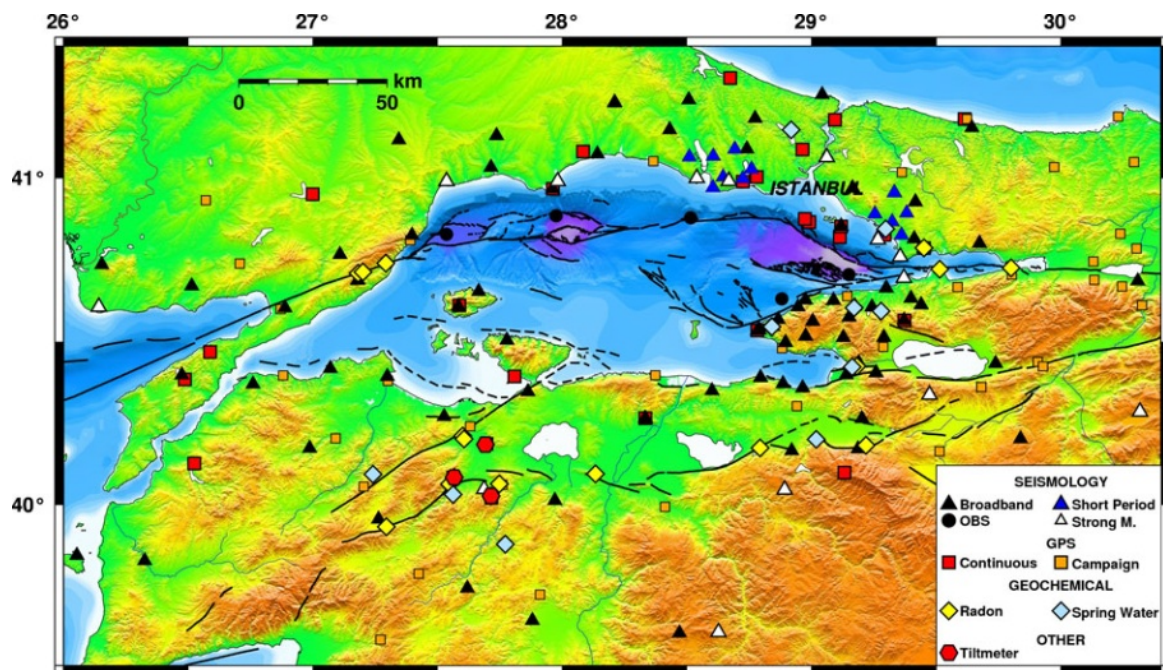 26° 27° 28° 29° 30°
km
0 50
41°
ISTANBUL
40°
SEISMOLOGY
Broadband Short Period
OBS Strong M.
GPS
Continuous Campaign
GEOCHEMICAL
Radon Spring Water
OTHER
Tiltmeter